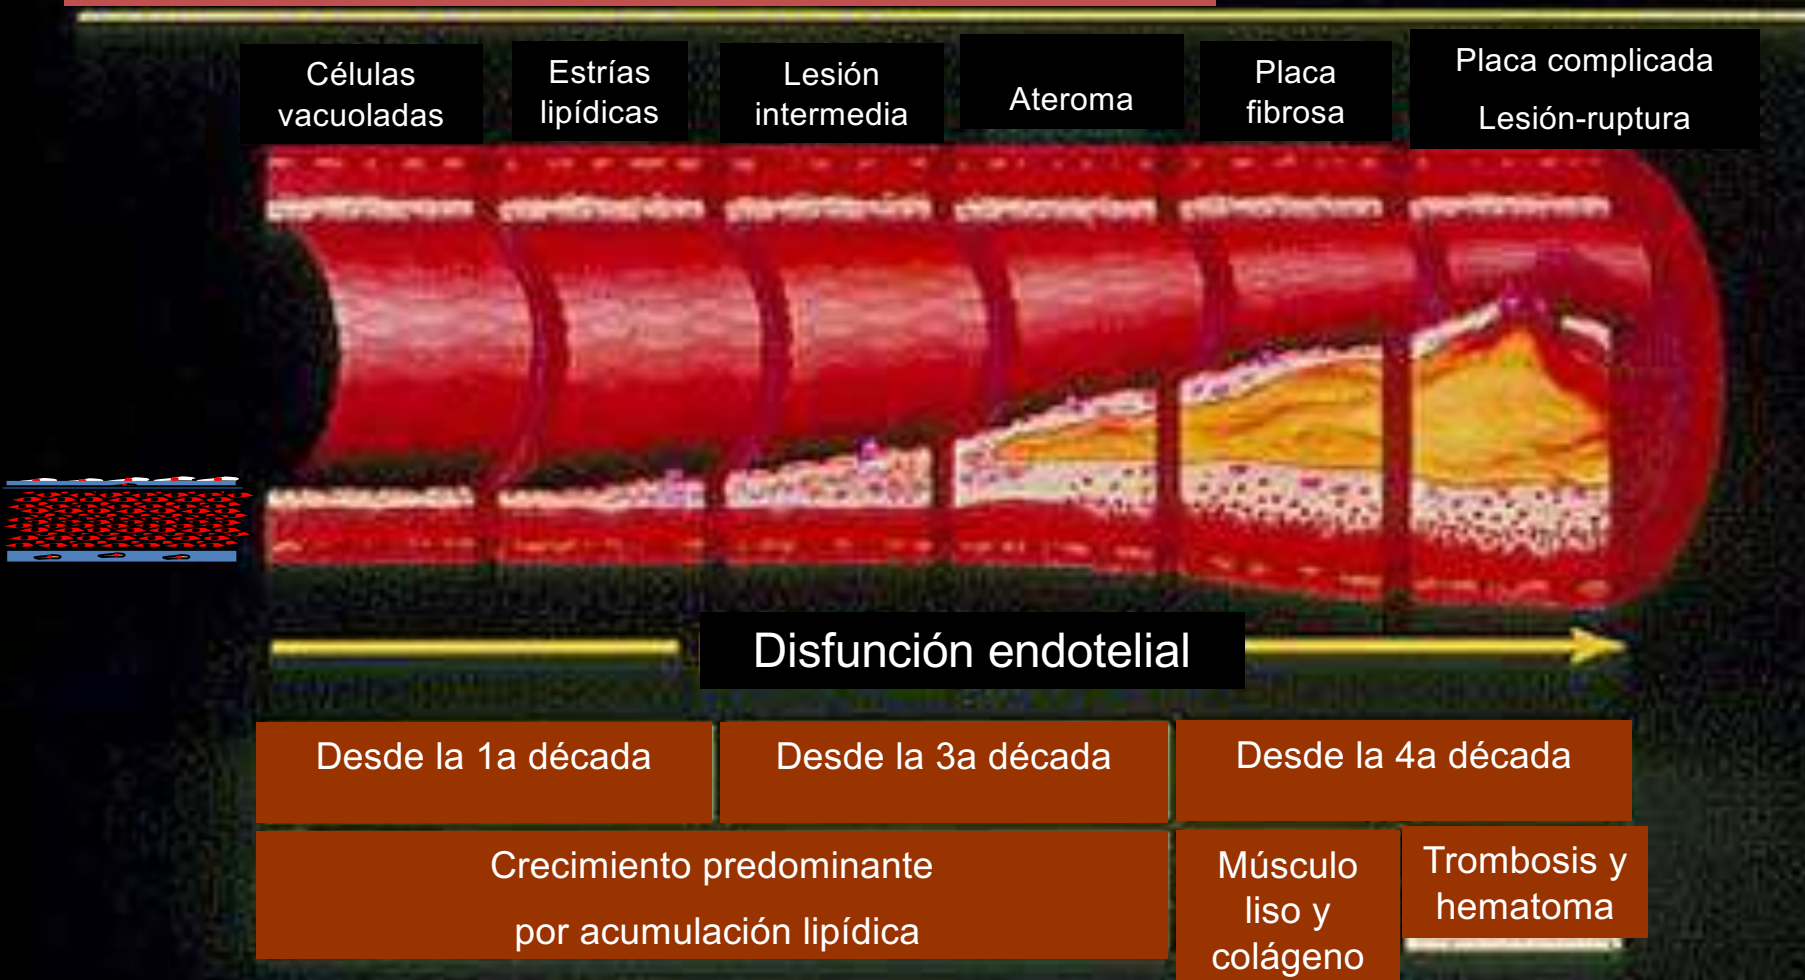 Células
vacuoladas
Estrías
lipídicas
Lesión
intermedia
Ateroma
Placa
fibrosa
Placa complicada
Lesión-ruptura
Disfunción endotelial
Desde la 1a década
Desde la 3a década
Desde la 4a década
Crecimiento predominante
por acumulación lipídica
Músculo
liso y
colágeno
Trombosis y
hematoma